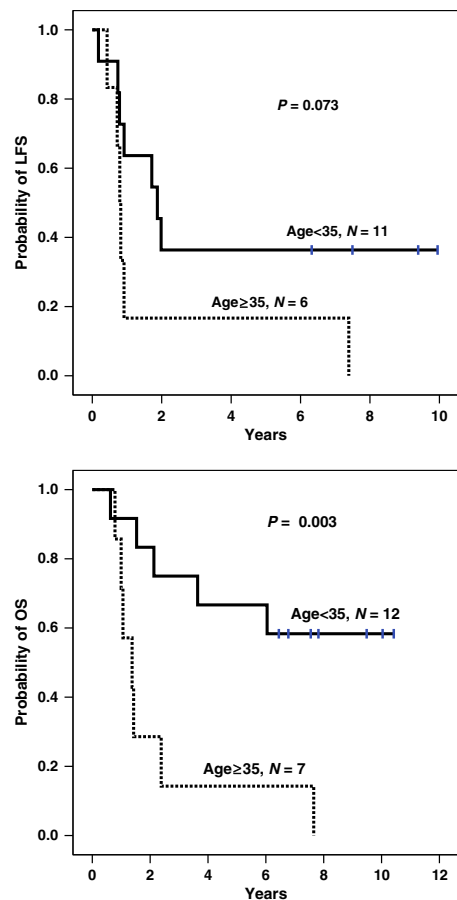 1.0
0.8
0.6
0.4
0.2
0.0
Probability of LFS
P = 0.073
Age<35, N = 11
Age≥35, N = 6
0 2 4 6 8 10
Years
1.0
0.8
0.6
0.4
0.2
0.0
Probability of OS
P = 0.003
Age<35, N = 12
Age≥35, N = 7
0 2 4 6 8 10 12
Years